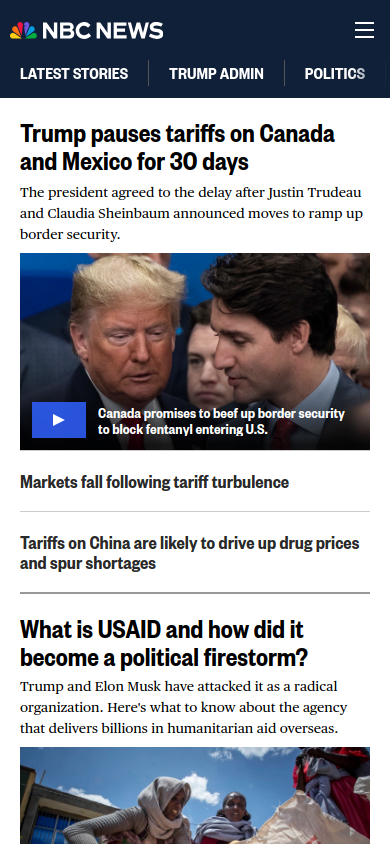 NBC NEWS
LATEST STORIES
TRUMP ADMIN
POLITICS
Trump pauses tariffs on Canada
and Mexico for 30 days
The president agreed to the delay after Justin Trudeau
and Claudia Sheinbaum announced moves to ramp up
border security.
Canada promises to beef up border security
to block fentanyl entering U.S.
Markets fall following tariff turbulence
Tariffs on China are likely to drive up drug prices
and spur shortages
What is USAID and how did it
become a political firestorm?
Trump and Elon Musk have attacked it as a radical
organization. Here's what to know about the agency
that delivers billions in humanitarian aid overseas.